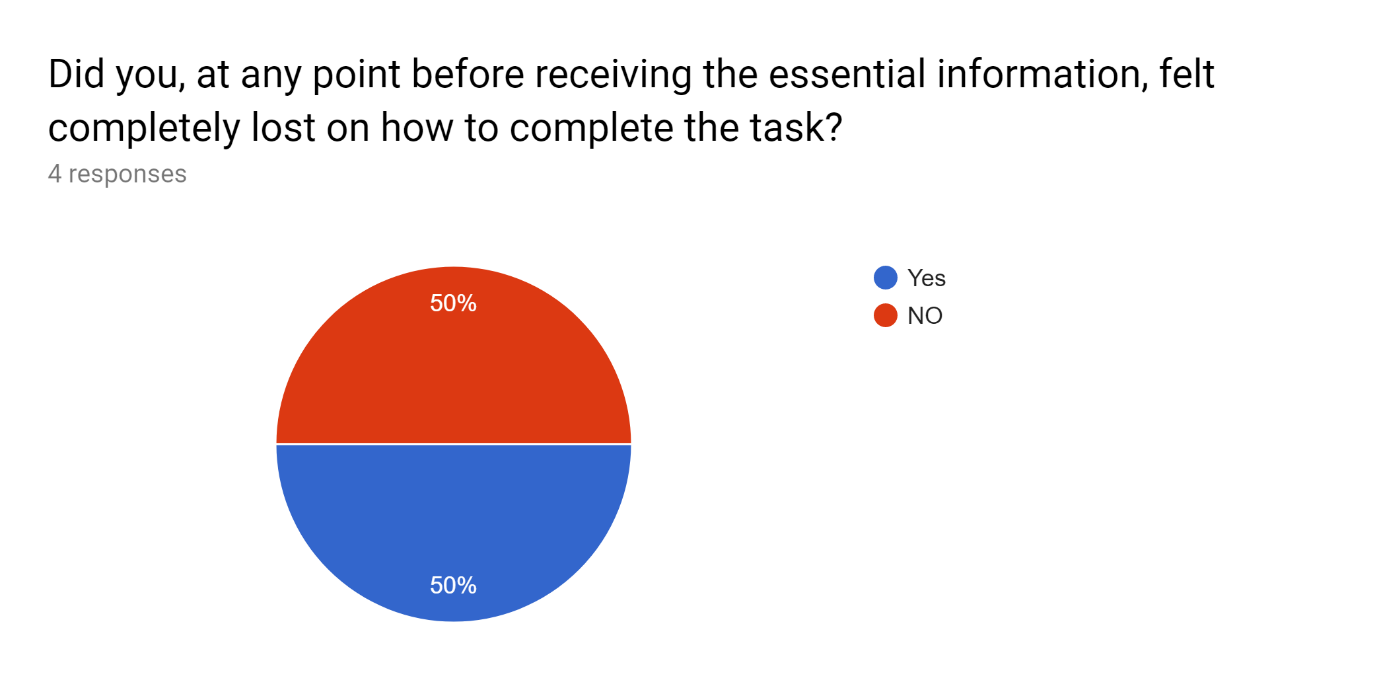 Did you, at any point before receiving the essential information, felt
completely lost on how to complete the task?
4 responses
50%
50%
Yes
NO